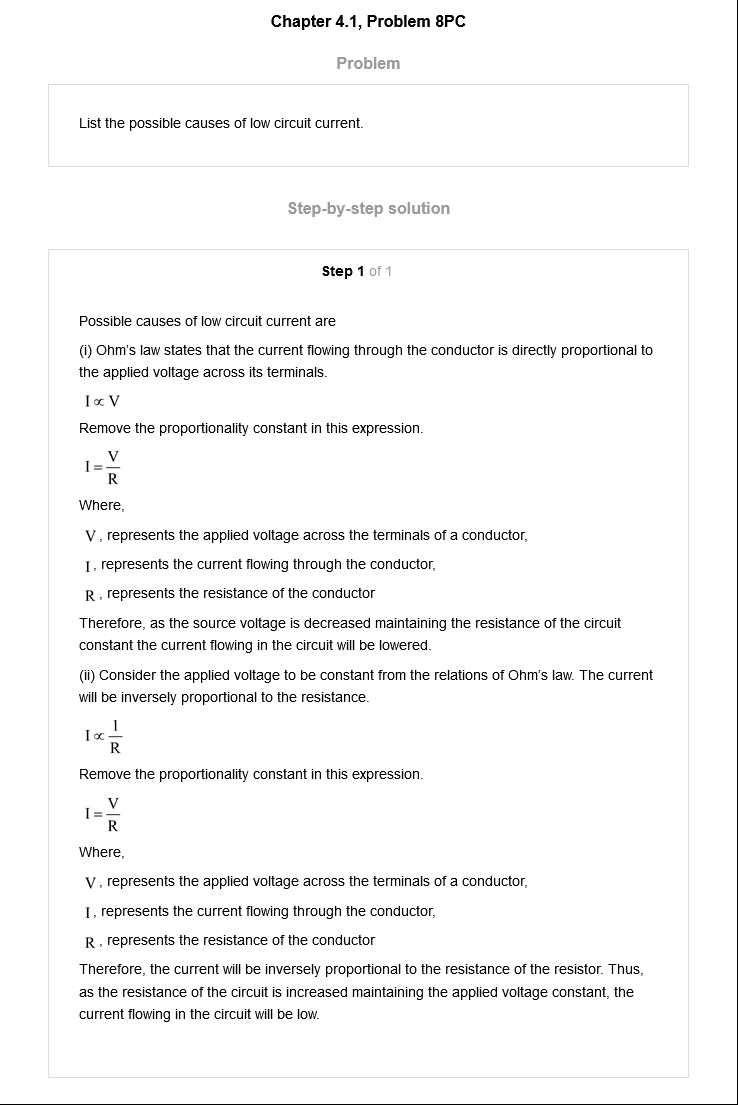 Chapter 4.1, Problem 8PC
Problem
List the possible causes of low circuit current.
Step-by-step solution
Step 1 of 1
Possible causes of low circuit current are
(i) Ohm's law states that the current flowing through the conductor is directly proportional to
the applied voltage across its terminals.
I ∝ V
Remove the proportionality constant in this expression.
I = V/R
Where,
V , represents the applied voltage across the terminals of a conductor,
I , represents the current flowing through the conductor,
R , represents the resistance of the conductor
Therefore, as the source voltage is decreased maintaining the resistance of the circuit
constant the current flowing in the circuit will be lowered.
(ii) Consider the applied voltage to be constant from the relations of Ohm's law. The current
will be inversely proportional to the resistance.
I ∝ 1/R
Remove the proportionality constant in this expression.
I = V/R
Where,
V , represents the applied voltage across the terminals of a conductor,
I , represents the current flowing through the conductor,
R , represents the resistance of the conductor
Therefore, the current will be inversely proportional to the resistance of the resistor. Thus,
as the resistance of the circuit is increased maintaining the applied voltage constant, the
current flowing in the circuit will be low.